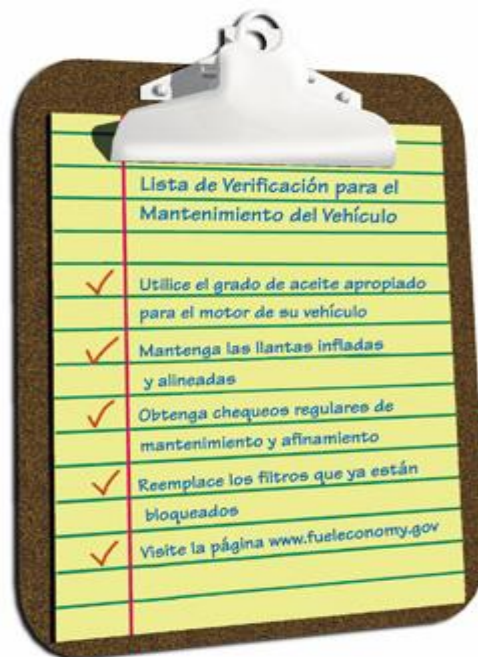 Lista de Verificación para el
Mantenimiento del Vehículo
Utilice el grado de aceite apropiado
para el motor de su vehículo
Mantenga las llantas infladas
y alineadas
Obtenga chequeos regulares de
mantenimiento y afinamiento
Reemplace los filtros que ya están
bloqueados
Visite la página www.fueleconomy.gov